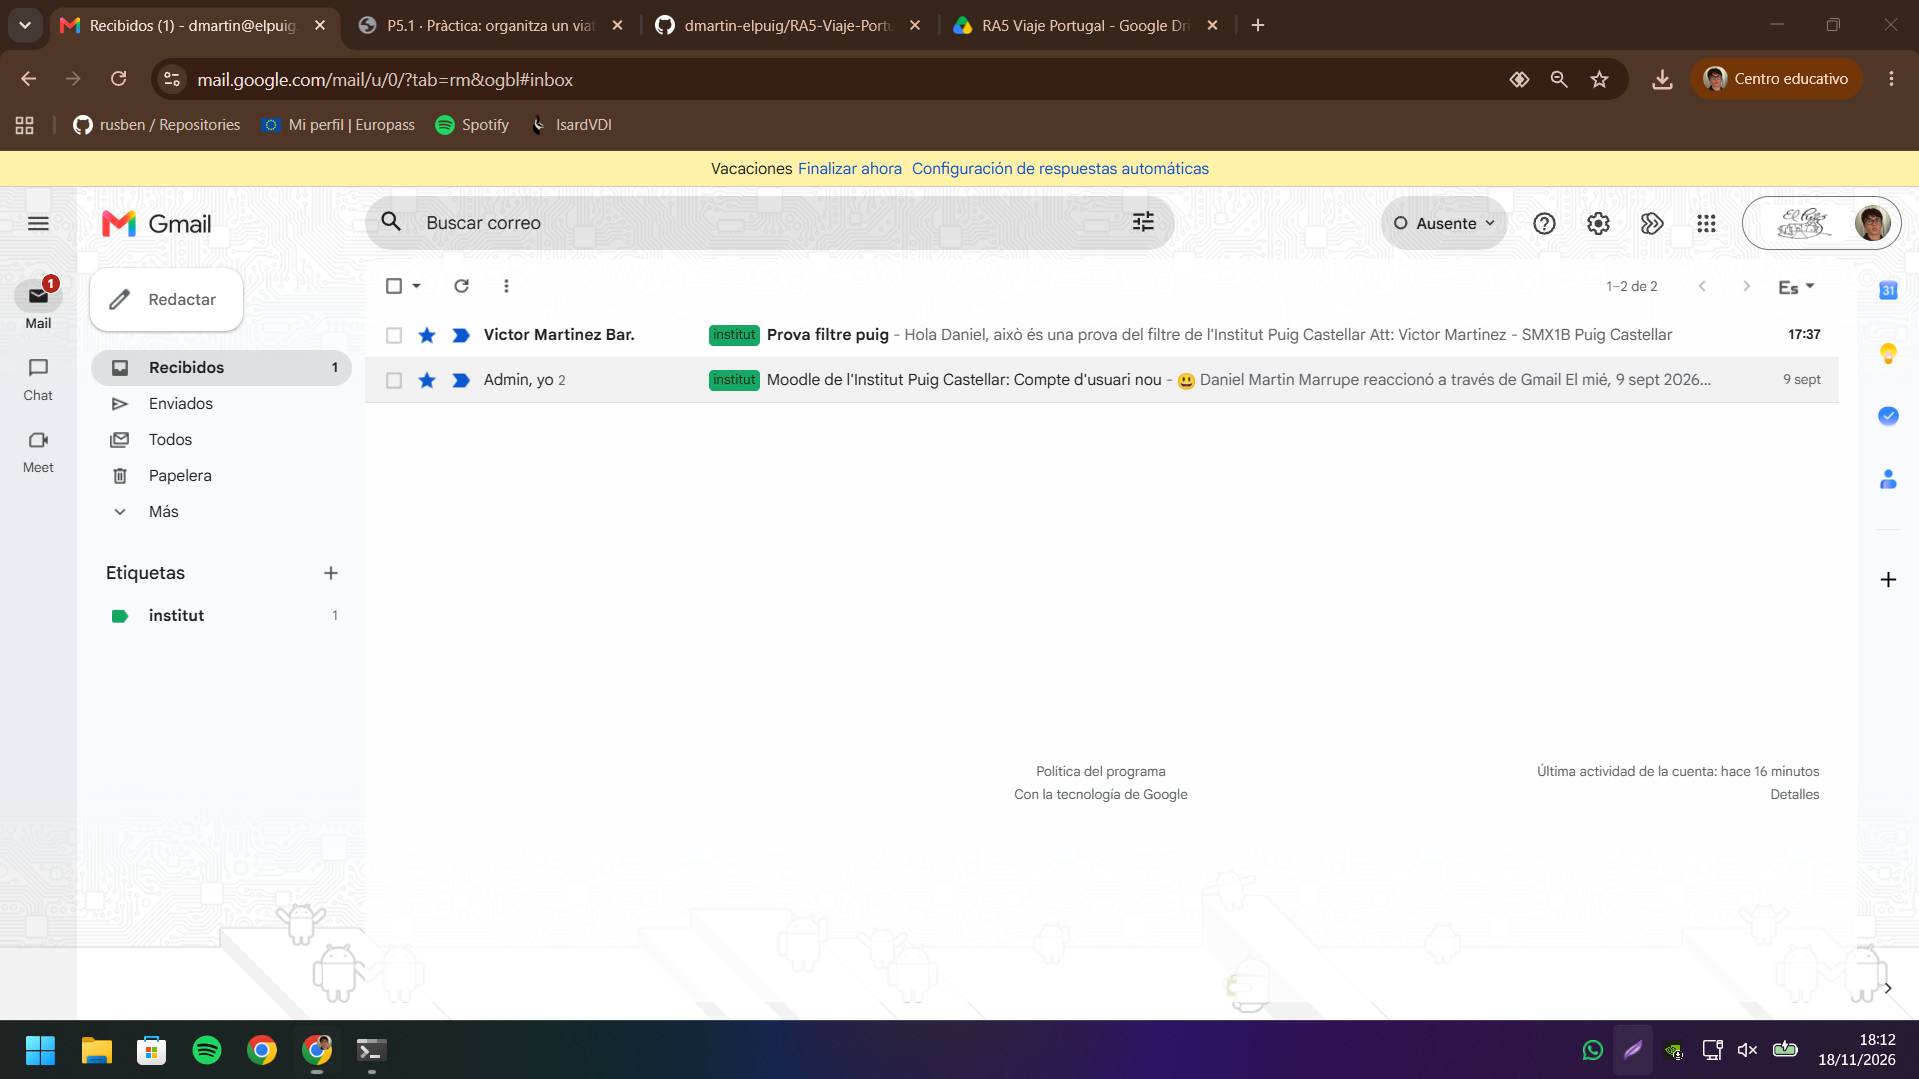 Recibidos (1) - dmartin@elpuig
P5.1 · Pràctica: organitza un viat
dmartin-elpuig/RA5-Viaje-Portu
RA5 Viaje Portugal - Google Dri
mail.google.com/mail/u/0/?tab=rm&ogbl#inbox
Centro educativo
rusben / Repositories
Mi perfil | Europass
Spotify
IsardVDI
Vacaciones Finalizar ahora Configuración de respuestas automáticas
Gmail
Buscar correo
Ausente
1
Mail
Chat
Meet
Redactar
Recibidos 1
Enviados
Todos
Papelera
Más
Etiquetas
institut 1
1–2 de 2
Es
Victor Martinez Bar. institut Prova filtre puig - Hola Daniel, això és una prova del filtre de l'Institut Puig Castellar Att: Victor Martinez - SMX1B Puig Castellar 17:37
Admin, yo 2 institut Moodle de l'Institut Puig Castellar: Compte d'usuari nou - 😃 Daniel Martin Marrupe reaccionó a través de Gmail El mié, 9 sept 2026... 9 sept
31
Política del programa
Con la tecnología de Google
Última actividad de la cuenta: hace 16 minutos
Detalles
18:12
18/11/2026